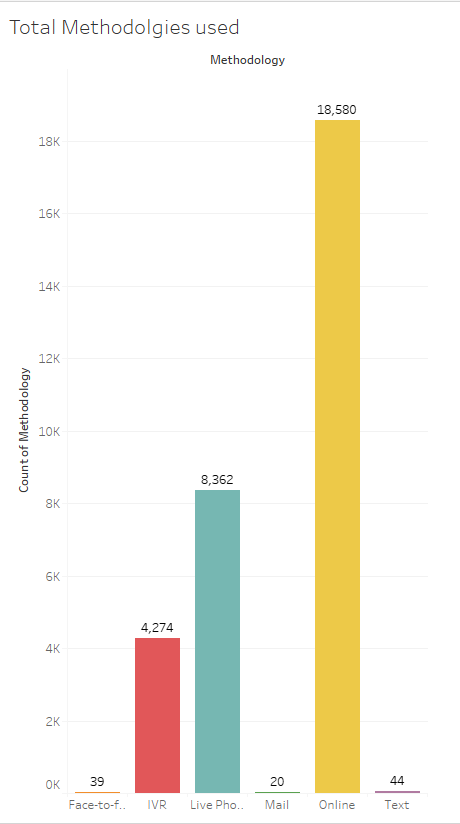 Total Methodolgies used
Methodology
18,580
18K
16K
14K
12K
Count of Methodology
10K
8,362
8K
6K
4,274
4K
2K
39
20
44
0K
Face-to-f.. IVR Live Pho.. Mail Online Text